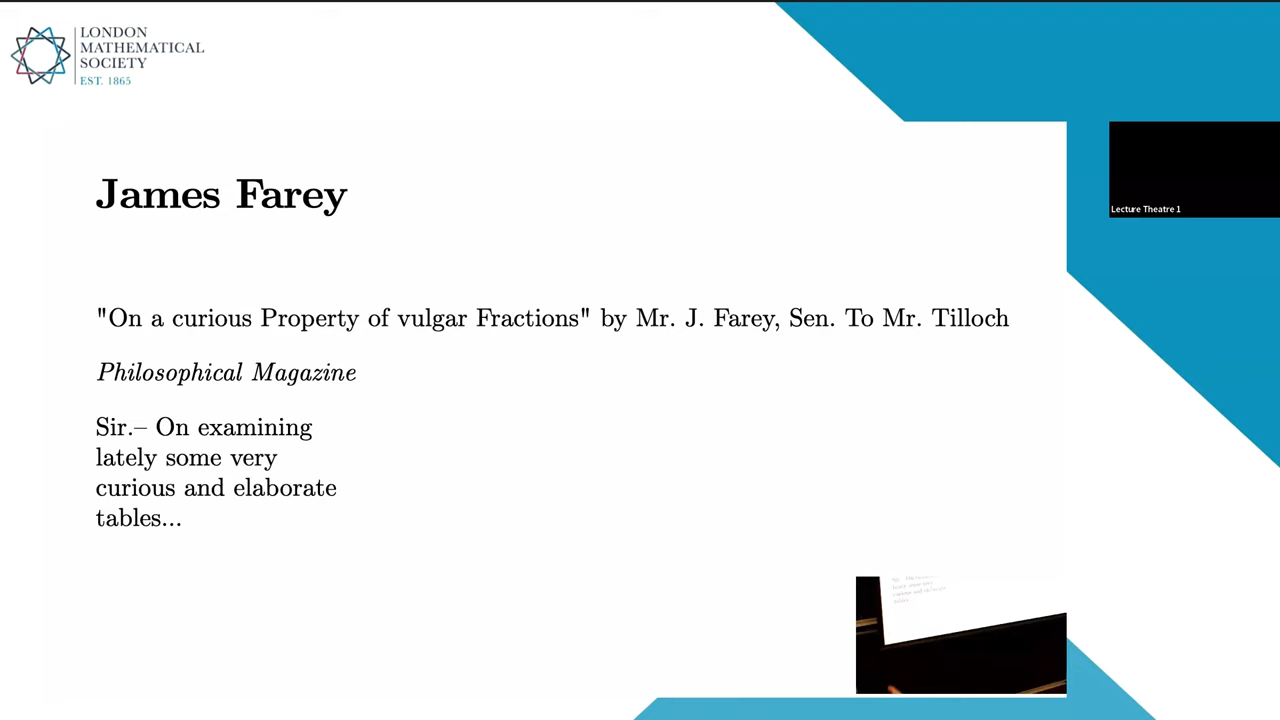 LONDON
MATHEMATICAL
SOCIETY
EST. 1865
Lecture Theatre 1
James Farey
"On a curious Property of vulgar Fractions" by Mr. J. Farey, Sen. To Mr. Tilloch
Philosophical Magazine
Sir.– On examining
lately some very
curious and elaborate
tables...